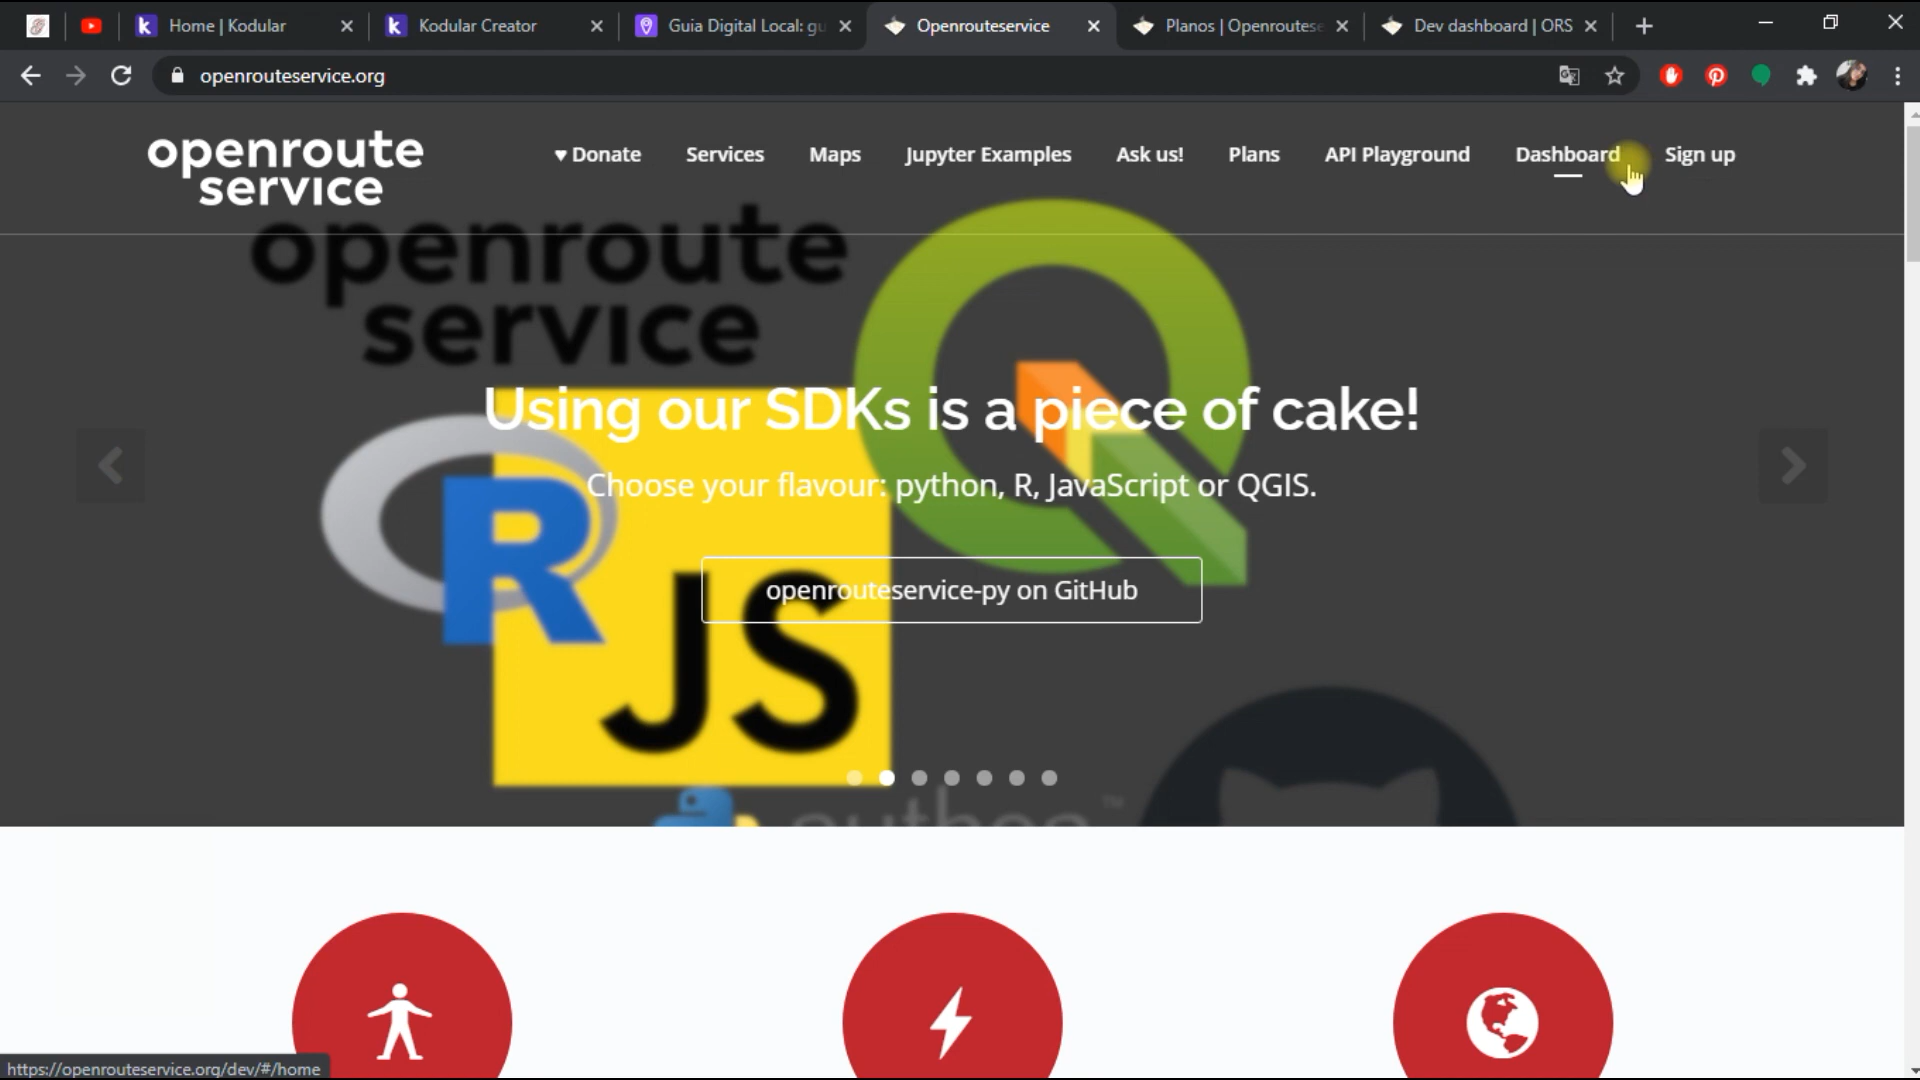 Home | Kodular
Kodular Creator
Guia Digital Local: gu
Openrouteservice
Planos | Openroutese
Dev dashboard | ORS
openrouteservice.org
openroute
service
♥ Donate
Services
Maps
Jupyter Examples
Ask us!
Plans
API Playground
Dashboard
Sign up
openroute
service
Using our SDKs is a piece of cake!
Choose your flavour: python, R, JavaScript or QGIS.
R
openrouteservice-py on GitHub
JS
TM
https://openrouteservice.org/dev/#/home